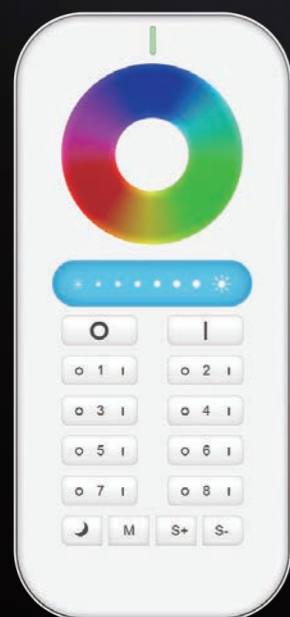 O I
O 1 I O 2 I
O 3 I O 4 I
O 5 I O 6 I
O 7 I O 8 I
M S+ S-